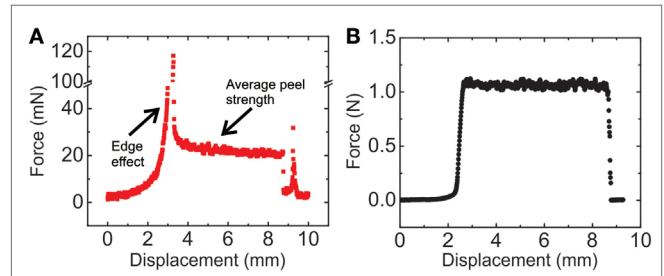 A
Force (mN)
120
100
40
20
0
Edge
effect
Average peel
strength
0 2 4 6 8 10
Displacement (mm)
B
Force (N)
1.5
1.0
0.5
0.0
0 2 4 6 8 10
Displacement (mm)